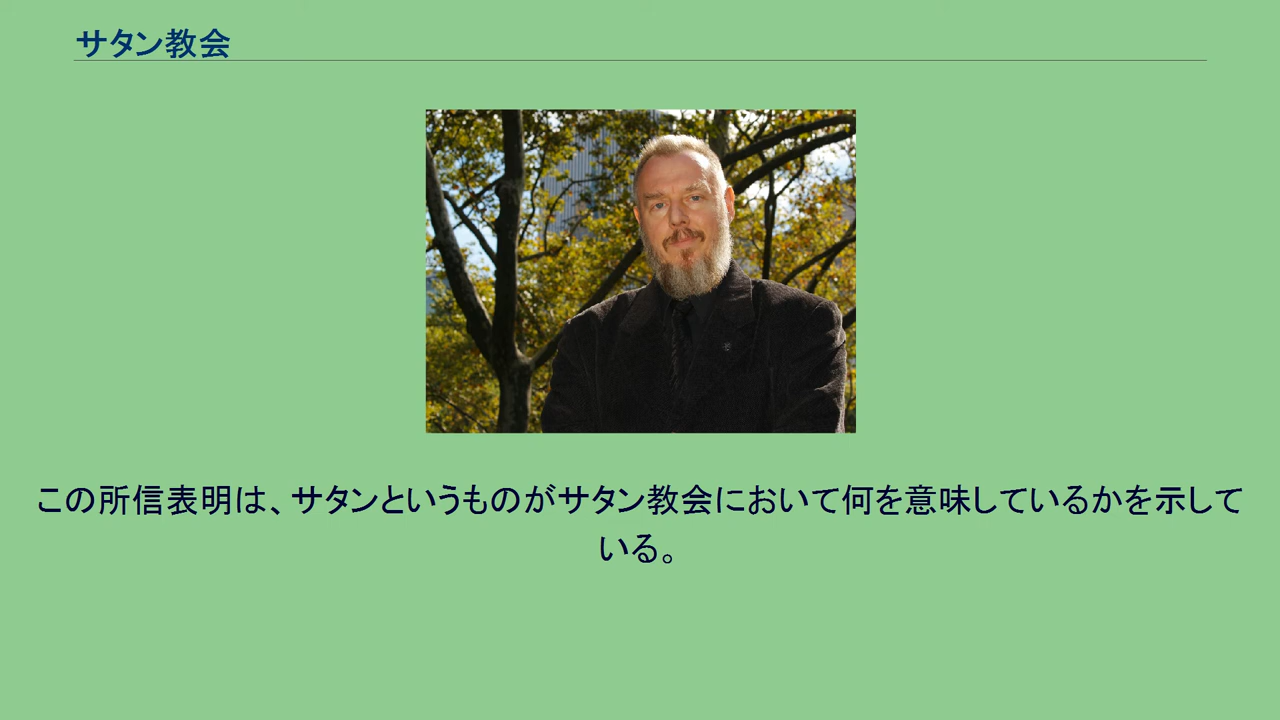 サタン教会
この所信表明は、サタンというものがサタン教会において何を意味しているかを示して
いる。